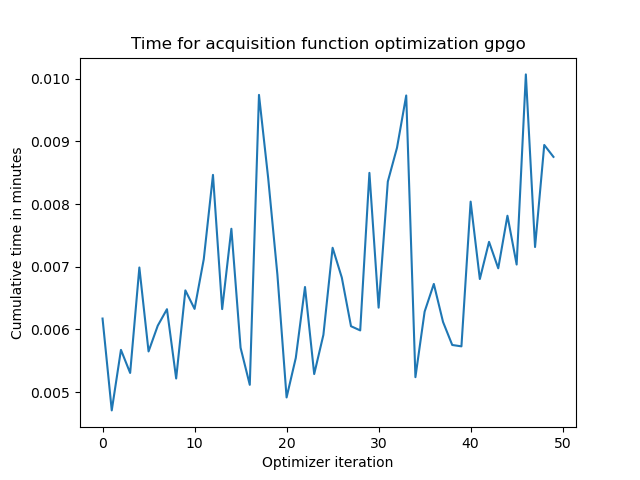 Time for acquisition function optimization gpgo
Cumulative time in minutes
0.010
0.009
0.008
0.007
0.006
0.005
0 10 20 30 40 50
Optimizer iteration